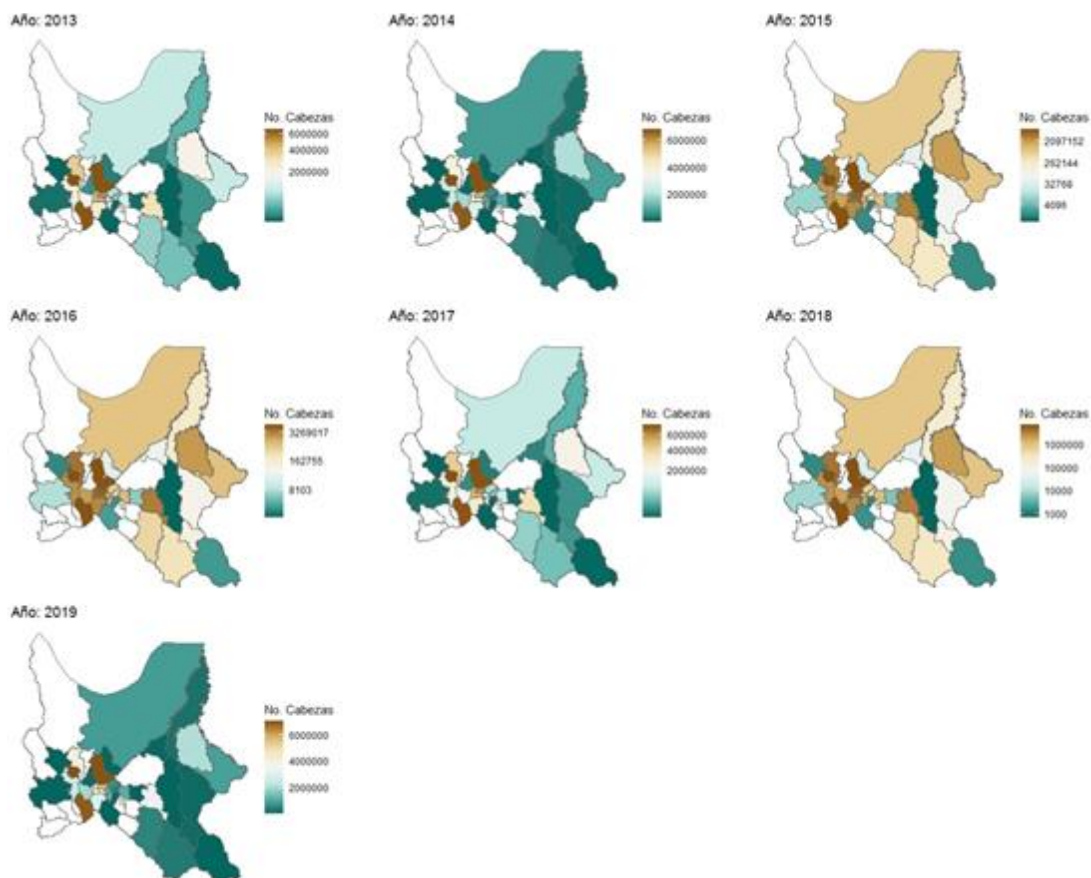 Año: 2013
No. Cabezas
6000000
4000000
2000000
Año: 2014
No. Cabezas
6000000
4000000
2000000
Año: 2015
No. Cabezas
2097152
262144
32768
4096
Año: 2016
No. Cabezas
3269017
162755
8103
Año: 2017
No. Cabezas
6000000
4000000
2000000
Año: 2018
No. Cabezas
1000000
100000
10000
1000
Año: 2019
No. Cabezas
6000000
4000000
2000000